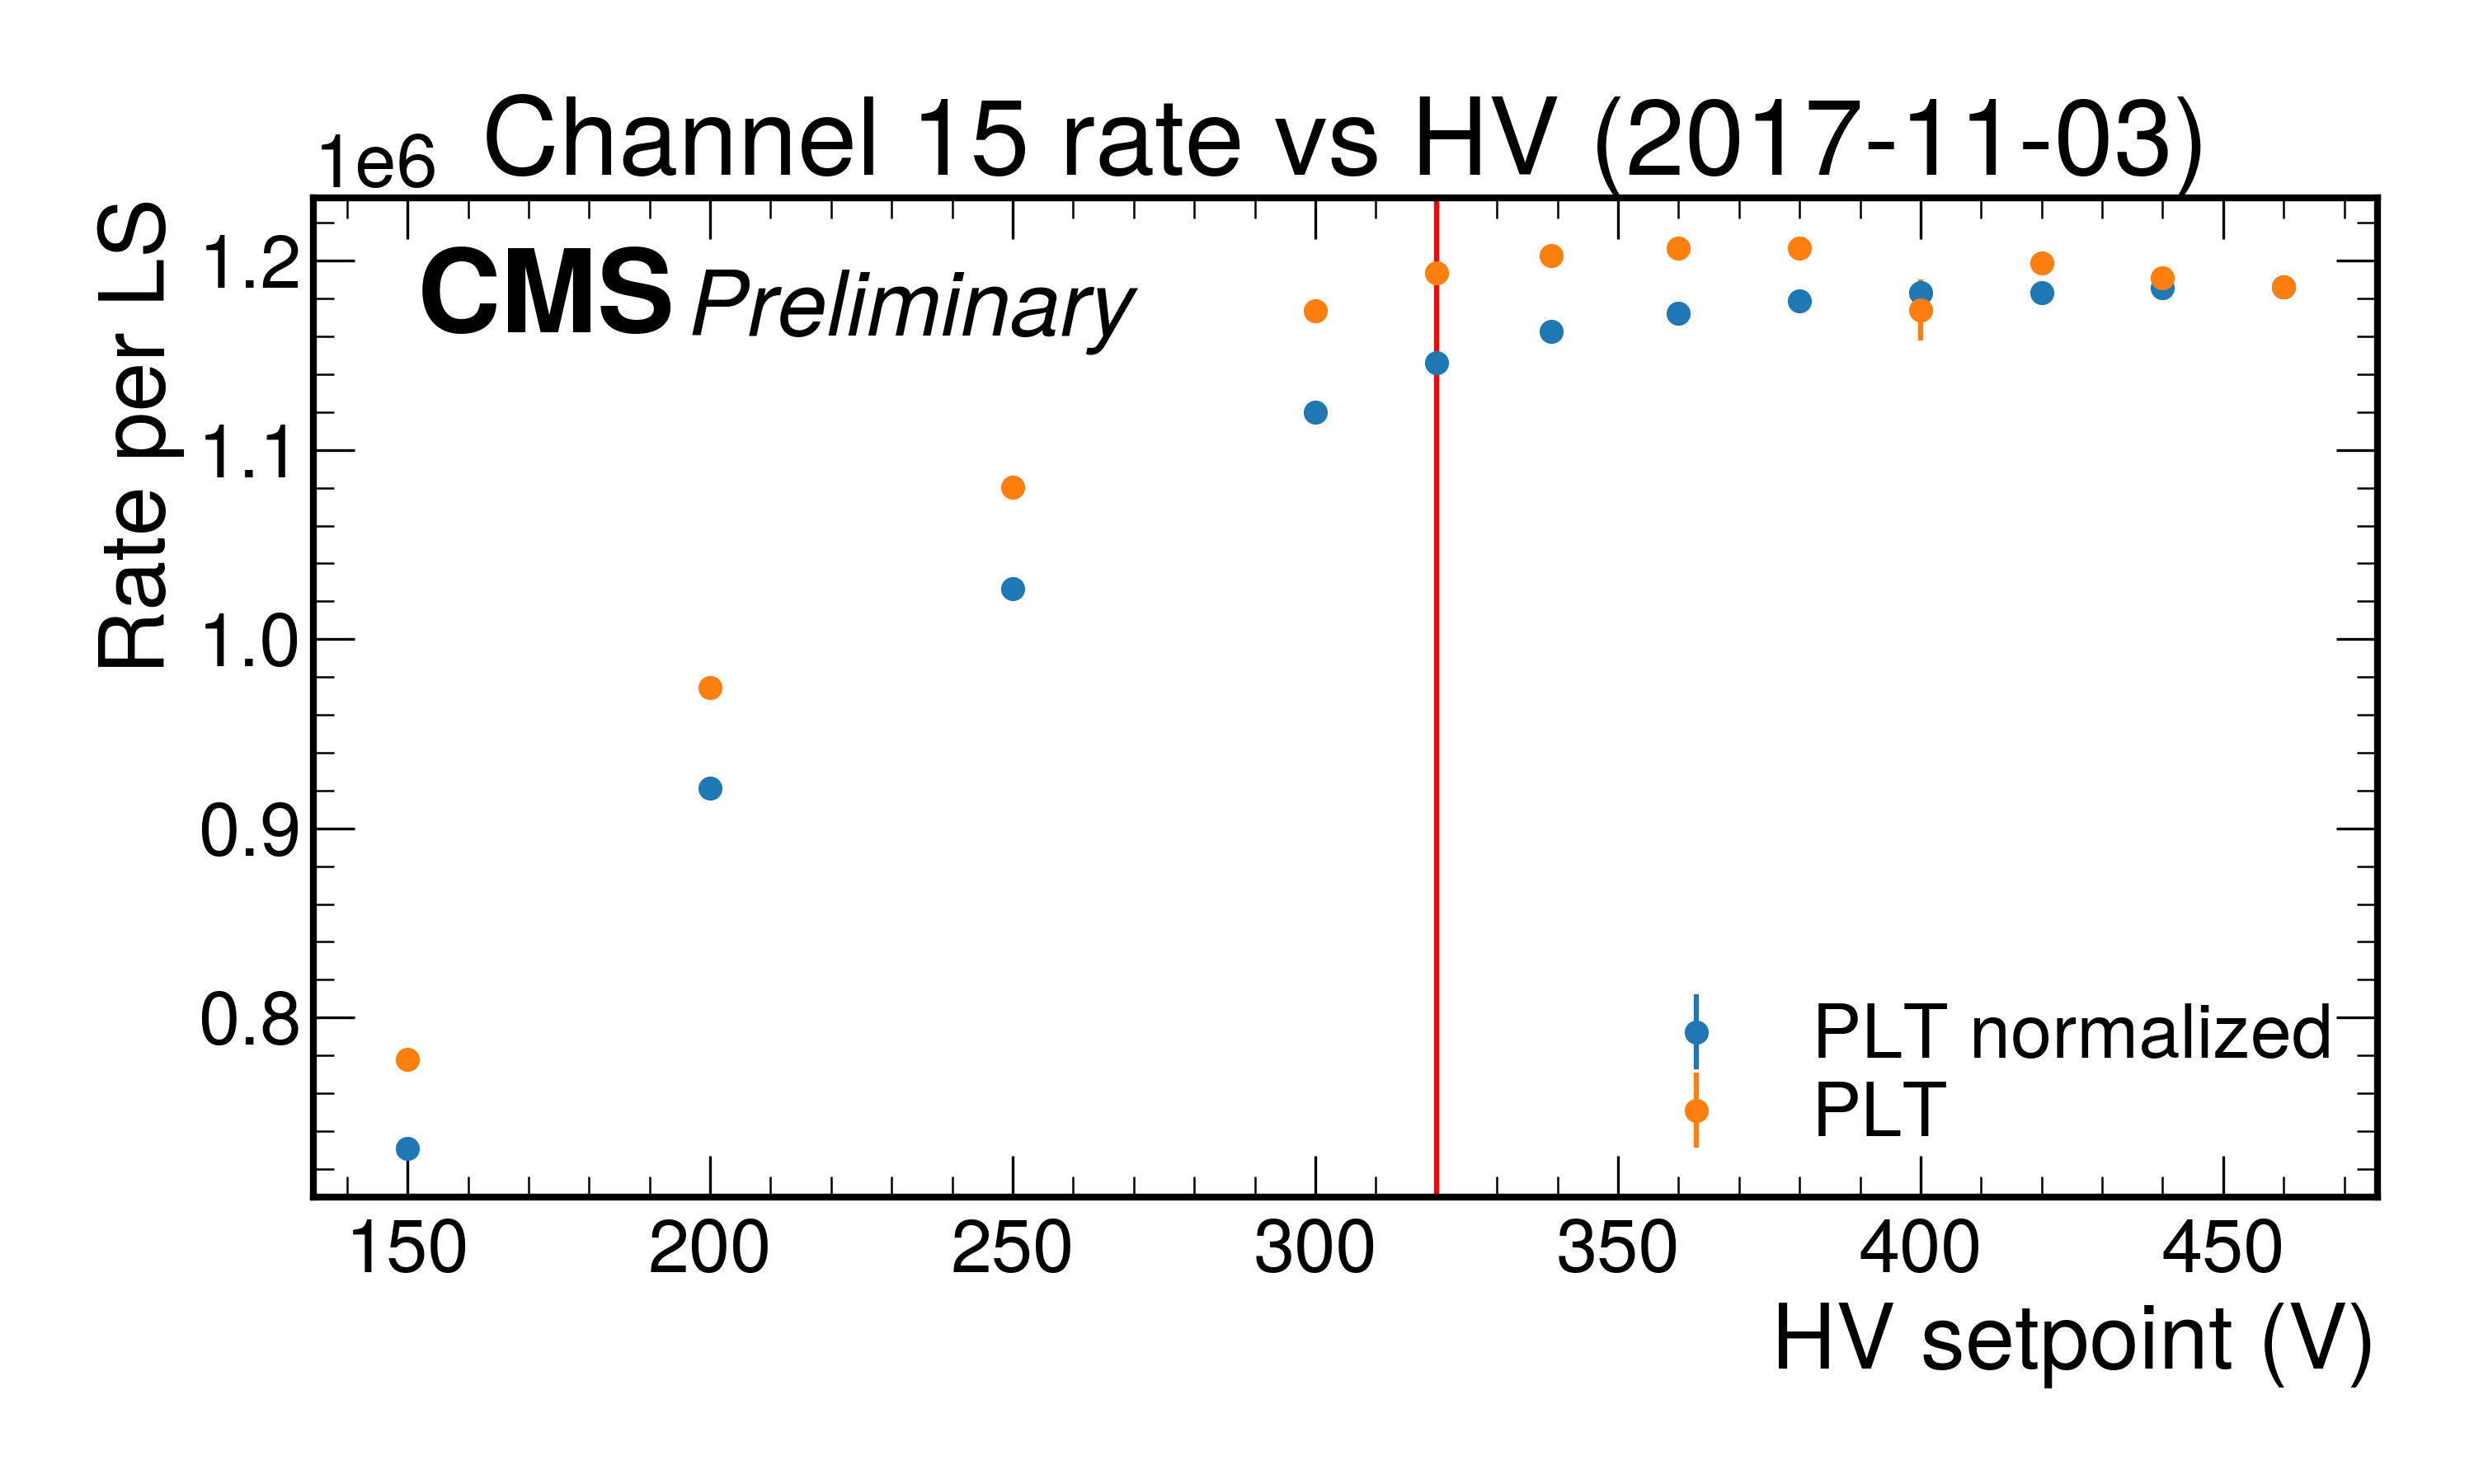 Channel 15 rate vs HV (2017-11-03)
1e6
CMS Preliminary
Rate per LS
1.2
1.1
1.0
0.9
0.8
PLT normalized
PLT
150 200 250 300 350 400 450
HV setpoint (V)